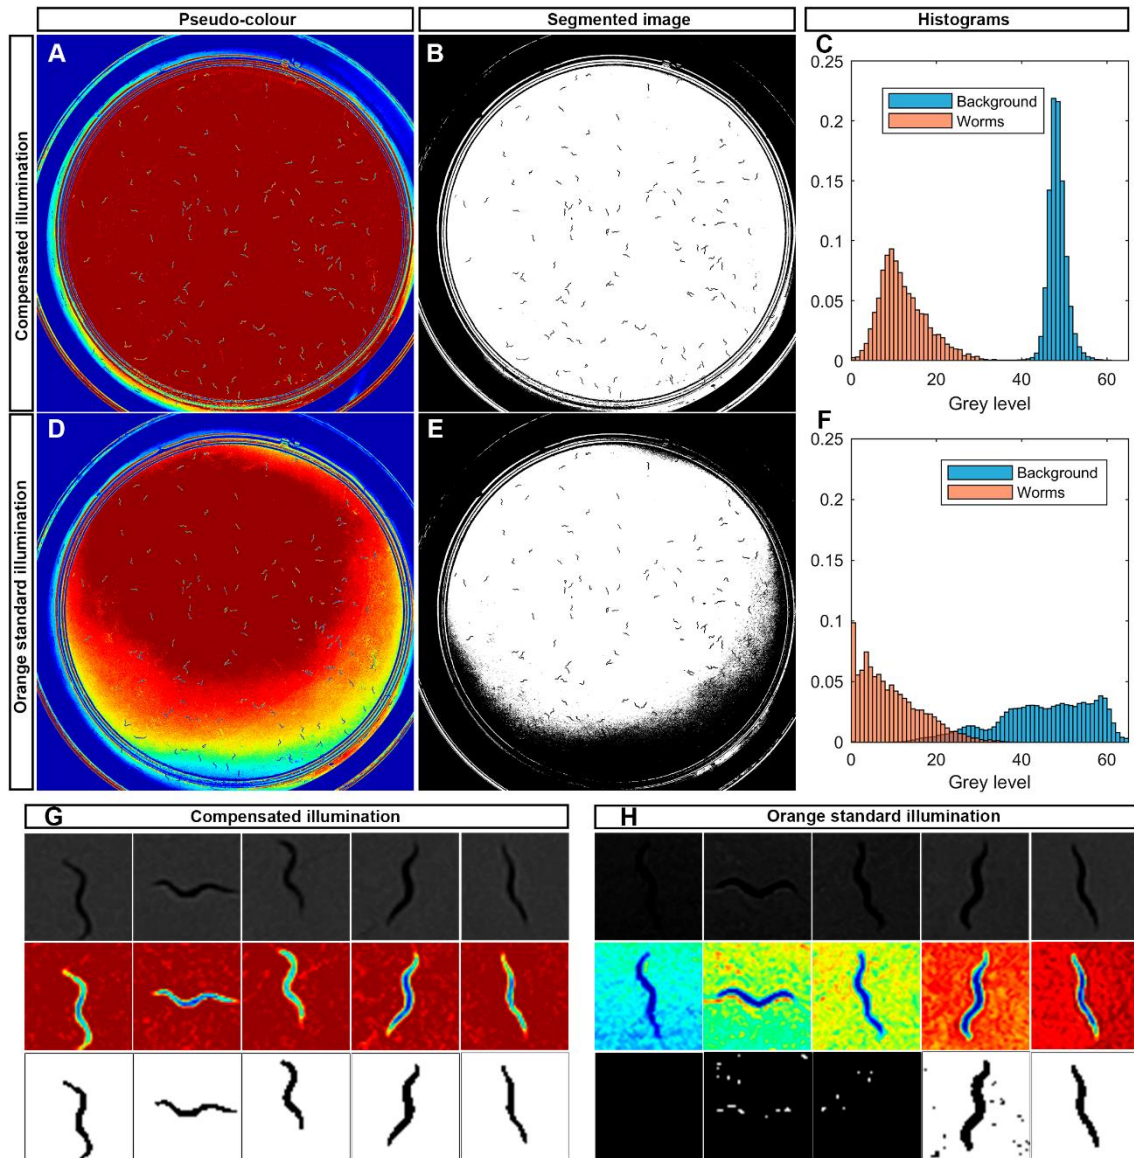 Pseudo-colour
Segmented image
Histograms
Compensated illumination
A
B
C
0.25
0.2
0.15
0.1
0.05
0
Background
Worms
0
20
40
60
Grey level
Orange standard illumination
D
E
F
0.25
0.2
0.15
0.1
0.05
0
Background
Worms
0
20
40
60
Grey level
G
Compensated illumination
H
Orange standard illumination